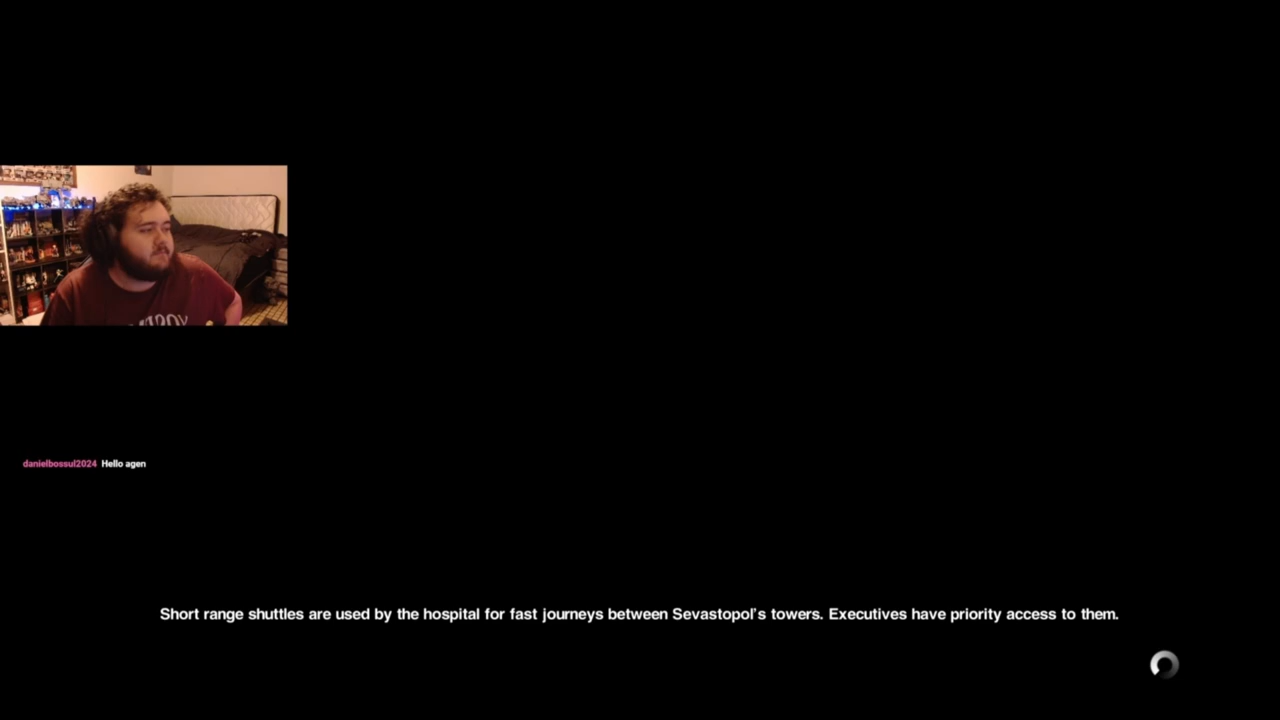 danielbossul2024 Hello agen
Short range shuttles are used by the hospital for fast journeys between Sevastopol's towers. Executives have priority access to them.